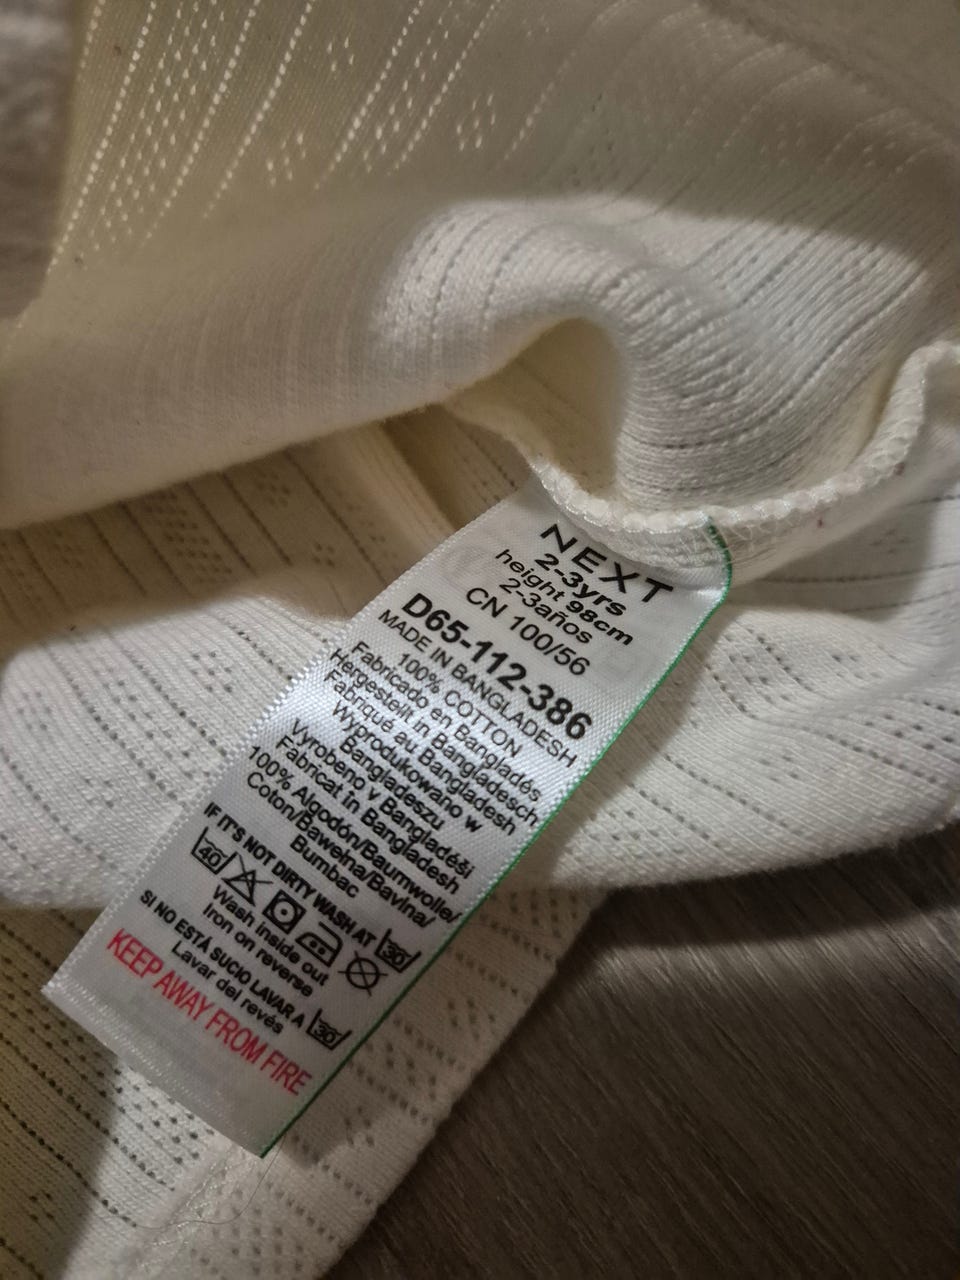 NEXT
2-3yrs
height 98cm
2-3años
CN 100/56
D65-112-386
MADE IN BANGLADESH
100% COTTON
Fabricado en Bangladés,
Hergestellt in Bangladesch
Fabriqué au Bangladesh
Wyprodukowano w
Bangladeszu
Vyrobeno v Bangladéši
Fabricat în Bangladesh
100% Algodón/Baumwolle/
Coton/Bawełna/Bavlna/
Bumbac
IF IT'S NOT DIRTY WASH AT 30
40
Wash inside out
Iron on reverse
SI NO ESTÁ SUCIO LAVAR A 30
Lavar del revés
KEEP AWAY FROM FIRE